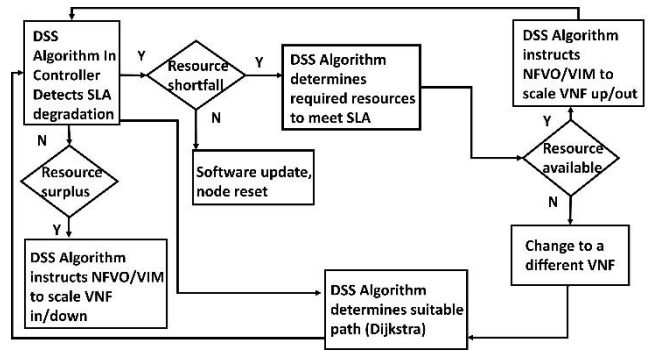 DSS
Algorithm In
Controller
Detects SLA
degradation
Y
Resource
shortfall
Y
DSS Algorithm
determines
required resources
to meet SLA
DSS Algorithm
instructs
NFVO/VIM to
scale VNF up/out
Y
Resource
available
N
Change to a
different VNF
N
Software update,
node reset
N
Resource
surplus
Y
DSS Algorithm
instructs NFVO/VIM
to scale VNF
in/down
DSS Algorithm
determines suitable
path (Dijkstra)